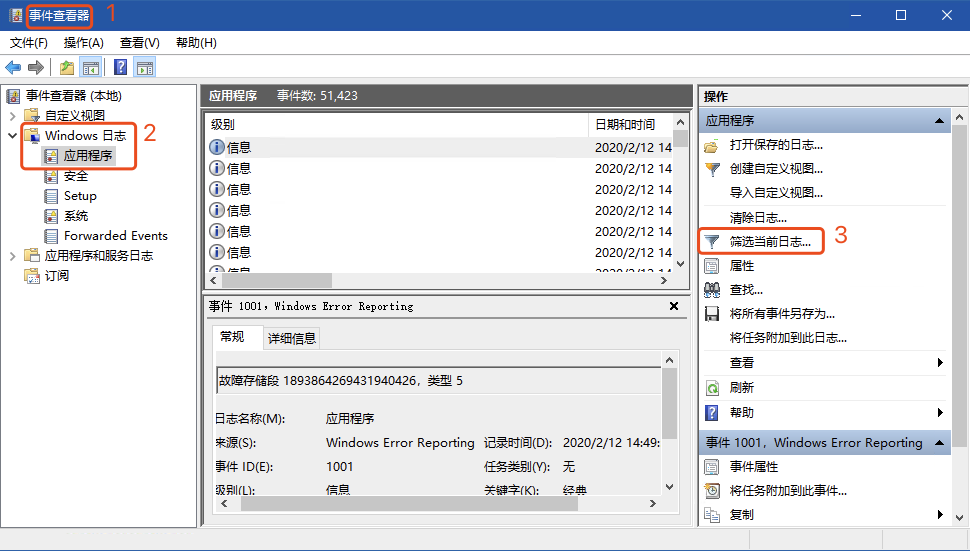 事件查看器 1
文件(F) 操作(A) 查看(V) 帮助(H)
事件查看器 (本地)
自定义视图
Windows 日志 2
应用程序
安全
Setup
系统
Forwarded Events
应用程序和服务日志
订阅
应用程序 事件数: 51,423
级别 日期和时间
信息 2020/2/12 14
信息 2020/2/12 14
信息 2020/2/12 14
信息 2020/2/12 14
信息 2020/2/12 14
信息 2020/2/12 14
信息 2020/2/12 14
事件 1001，Windows Error Reporting
常规 详细信息
故障存储段 1893864269431940426，类型 5
日志名称(M): 应用程序
来源(S): Windows Error Reporting 记录时间(D): 2020/2/12 14:49:
事件 ID(E): 1001 任务类别(Y): 无
级别(L): 信息 关键字(K): 经典
操作
应用程序
打开保存的日志...
创建自定义视图...
导入自定义视图...
清除日志...
筛选当前日志... 3
属性
查找...
将所有事件另存为...
将任务附加到此日志...
查看
刷新
帮助
事件 1001，Windows Error Reporting
事件属性
将任务附加到此事件...
复制